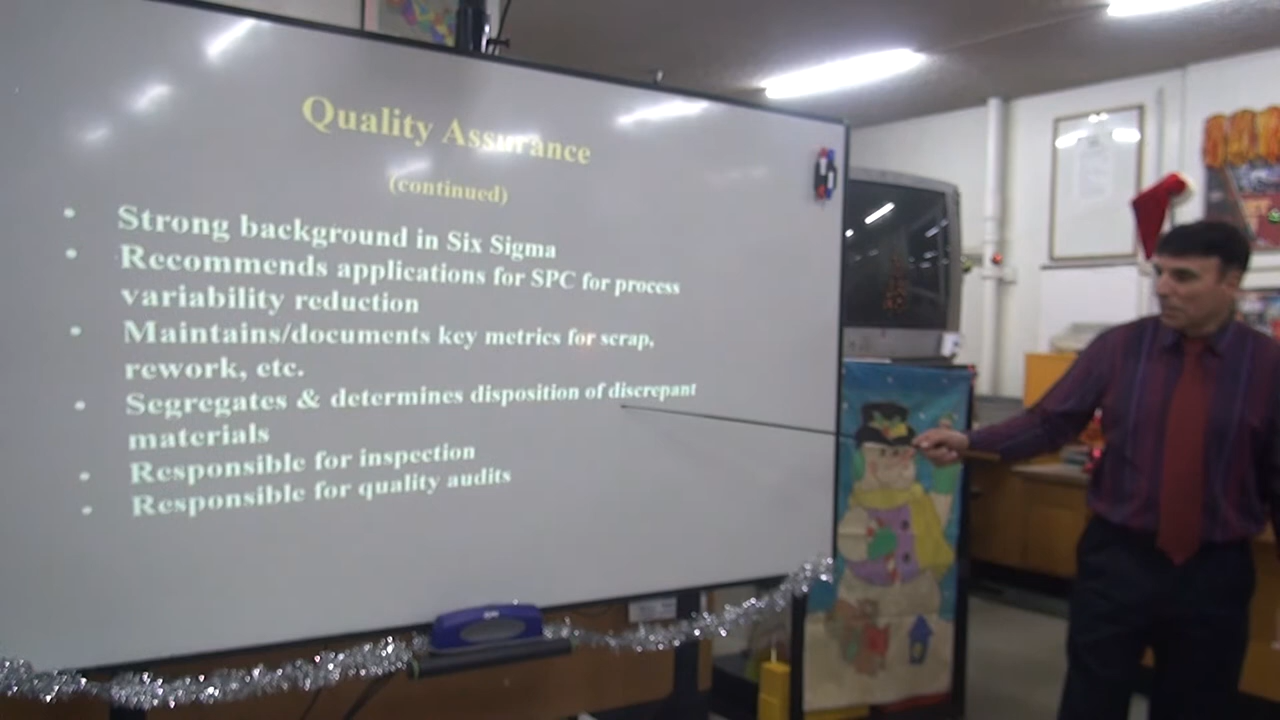 Quality Assurance
(continued)
• Strong background in Six Sigma
• Recommends applications for SPC for process
variability reduction
• Maintains/documents key metrics for scrap,
rework, etc.
• Segregates & determines disposition of discrepant
materials
• Responsible for inspection
• Responsible for quality audits